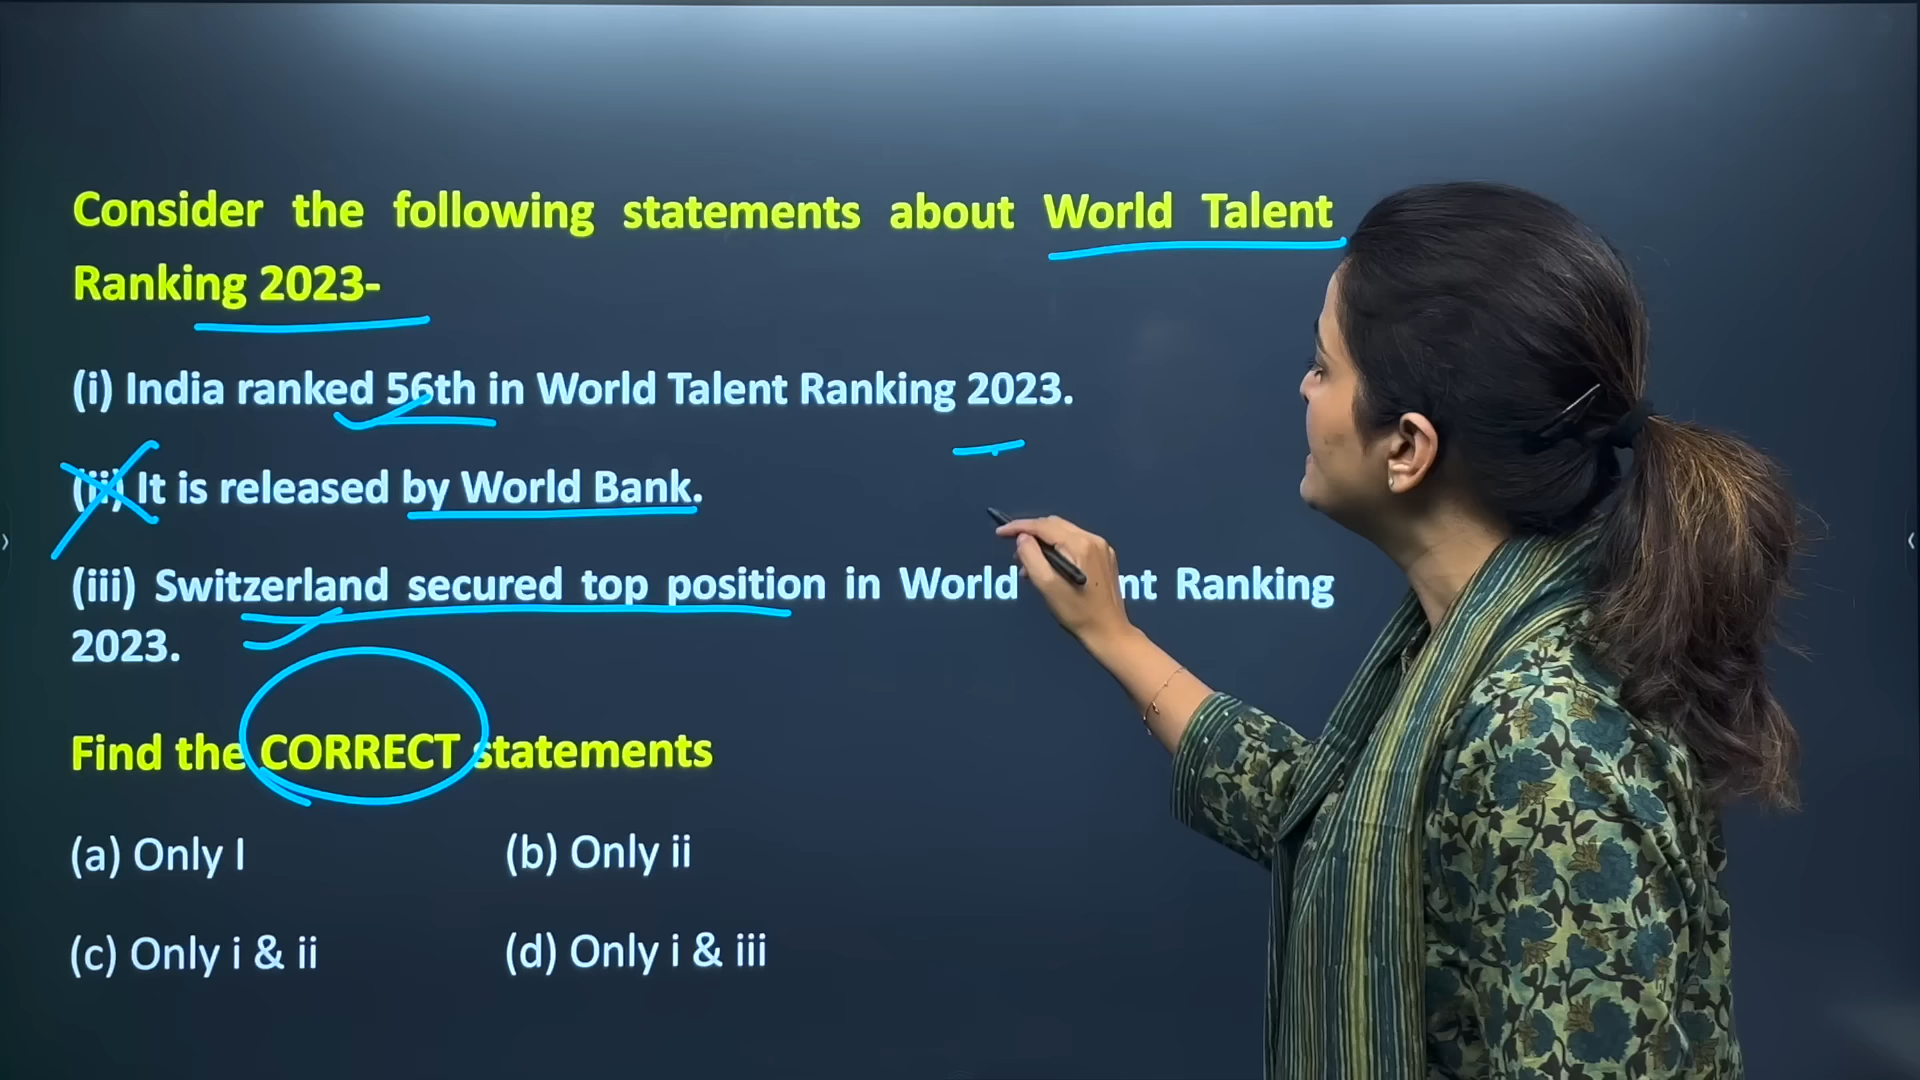 Consider the following statements about World Talent
Ranking 2023-
(i) India ranked 56th in World Talent Ranking 2023.
(ii) It is released by World Bank.
(iii) Switzerland secured top position in World nt Ranking
2023.
Find the CORRECT statements
(a) Only I (b) Only ii
(c) Only i & ii (d) Only i & iii